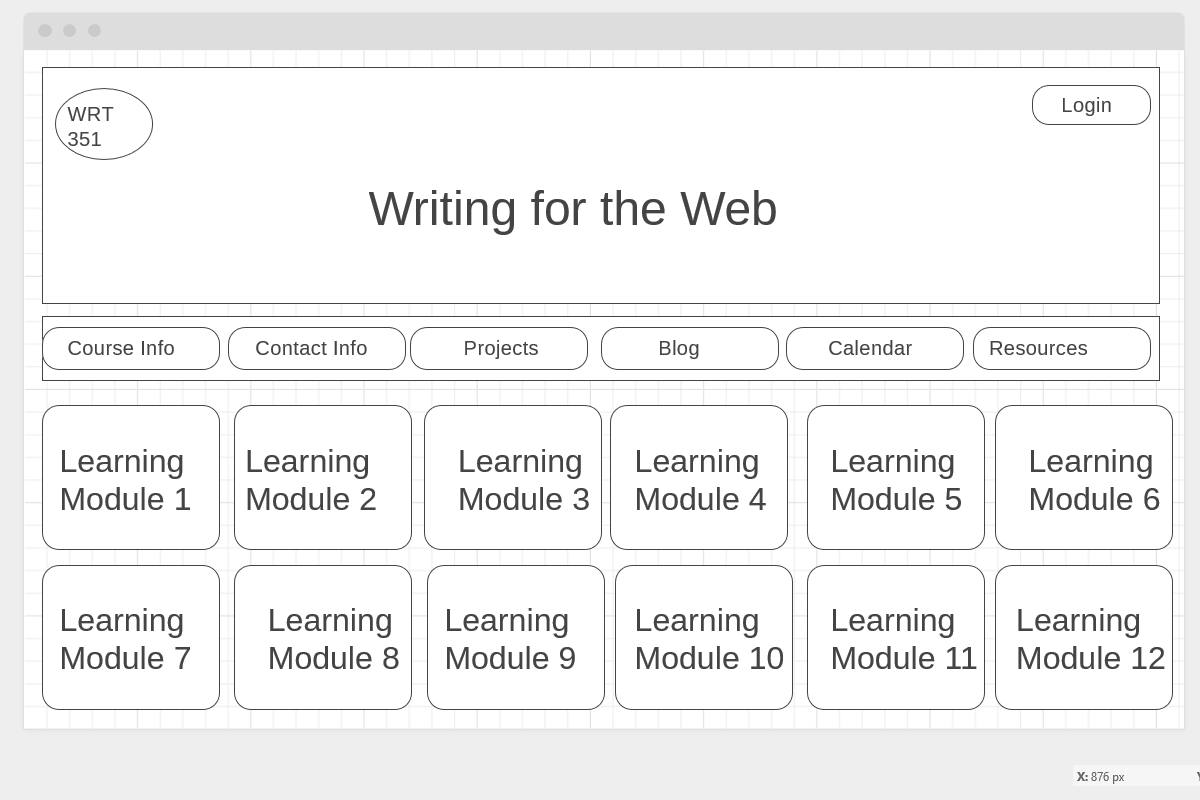 WRT
351
Login
Writing for the Web
Course Info
Contact Info
Projects
Blog
Calendar
Resources
Learning
Module 1
Learning
Module 2
Learning
Module 3
Learning
Module 4
Learning
Module 5
Learning
Module 6
Learning
Module 7
Learning
Module 8
Learning
Module 9
Learning
Module 10
Learning
Module 11
Learning
Module 12
X: 876 px